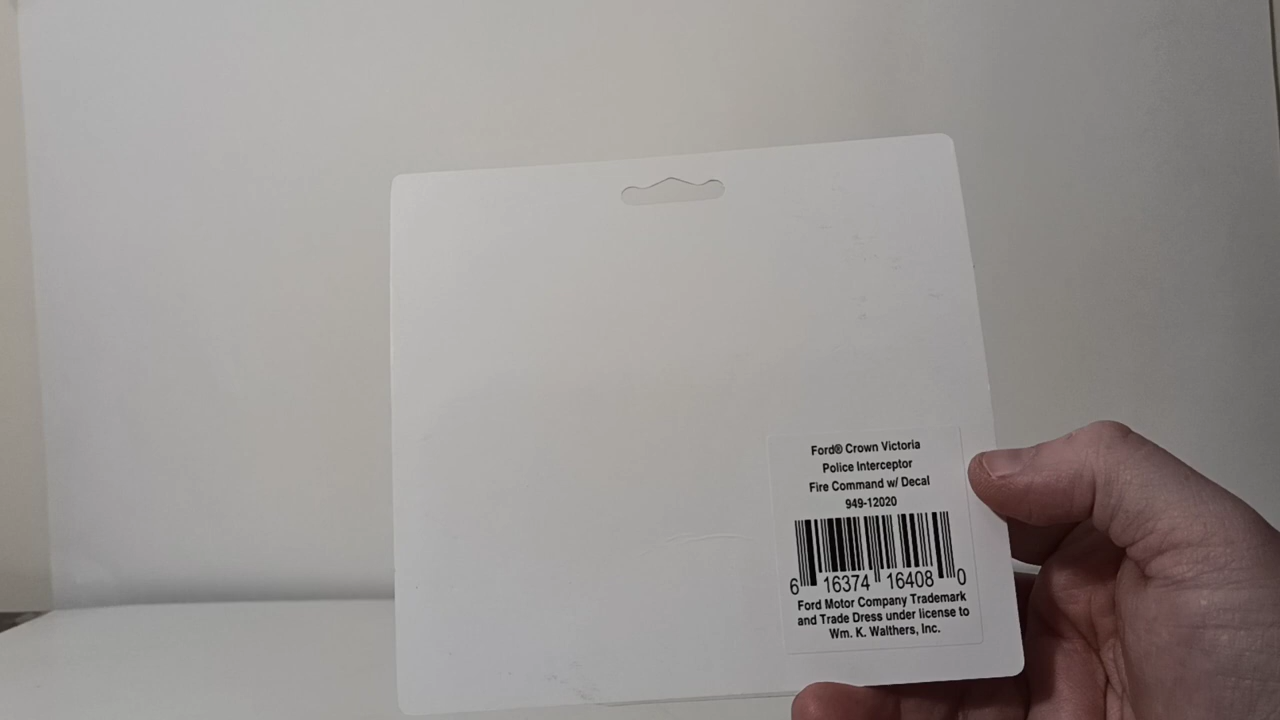 Ford® Crown Victoria
Police Interceptor
Fire Command w/ Decal
949-12020
6 16374 16408 0
Ford Motor Company Trademark
and Trade Dress under license to
Wm. K. Walthers, Inc.